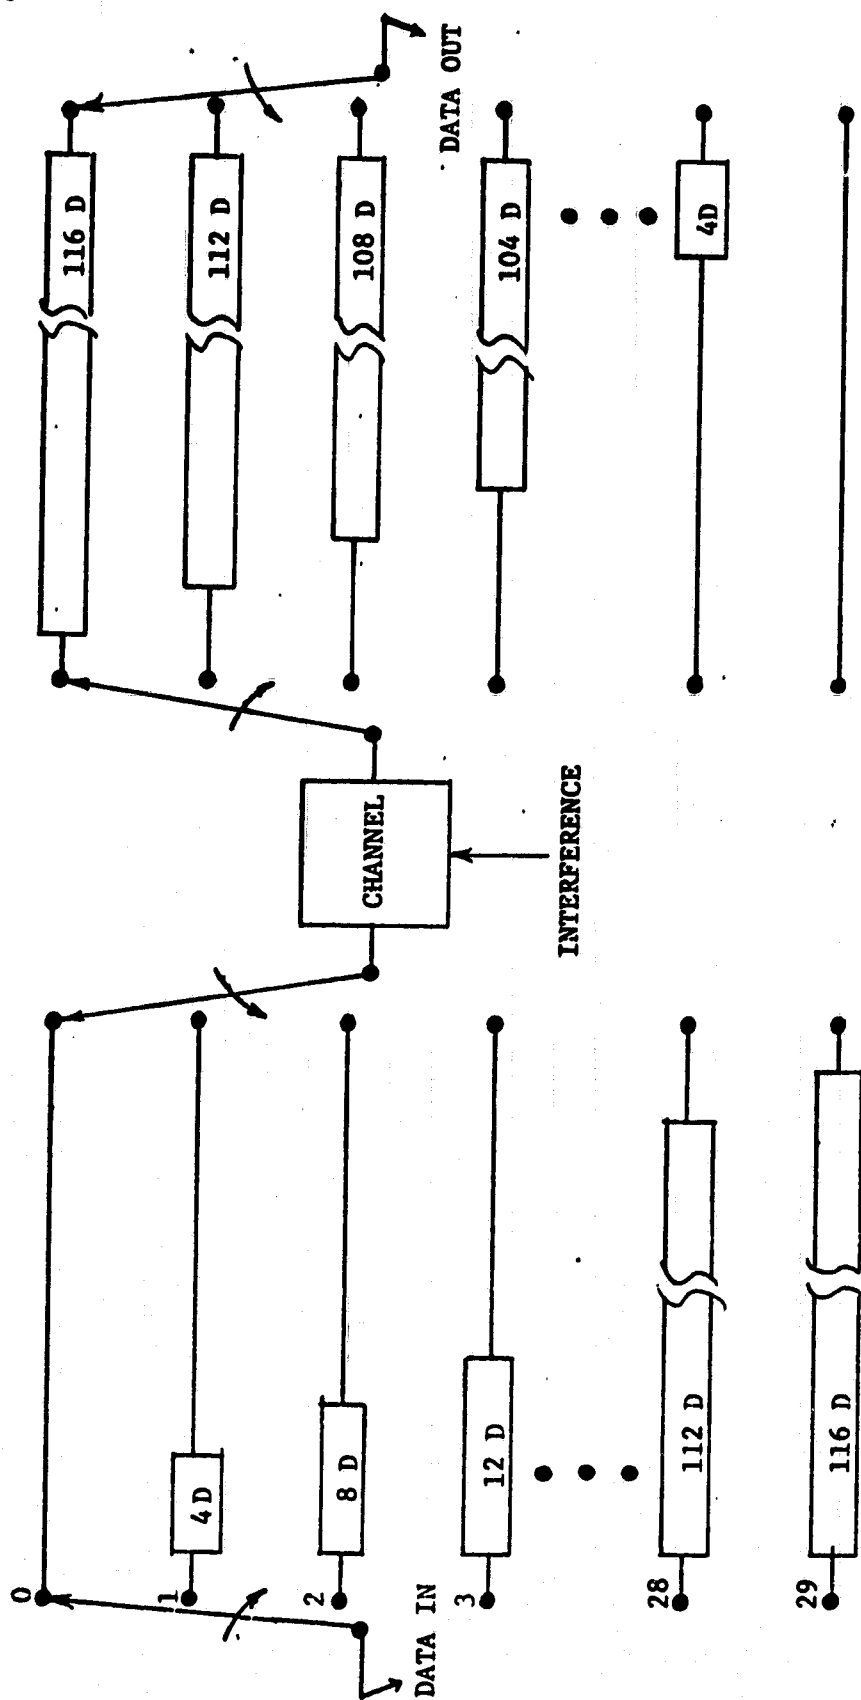 0
1
4D
2
8 D
3
12 D
28
112 D
29
116 D
DATA IN
CHANNEL
INTERFERENCE
116 D
112 D
108 D
104 D
4D
DATA OUT